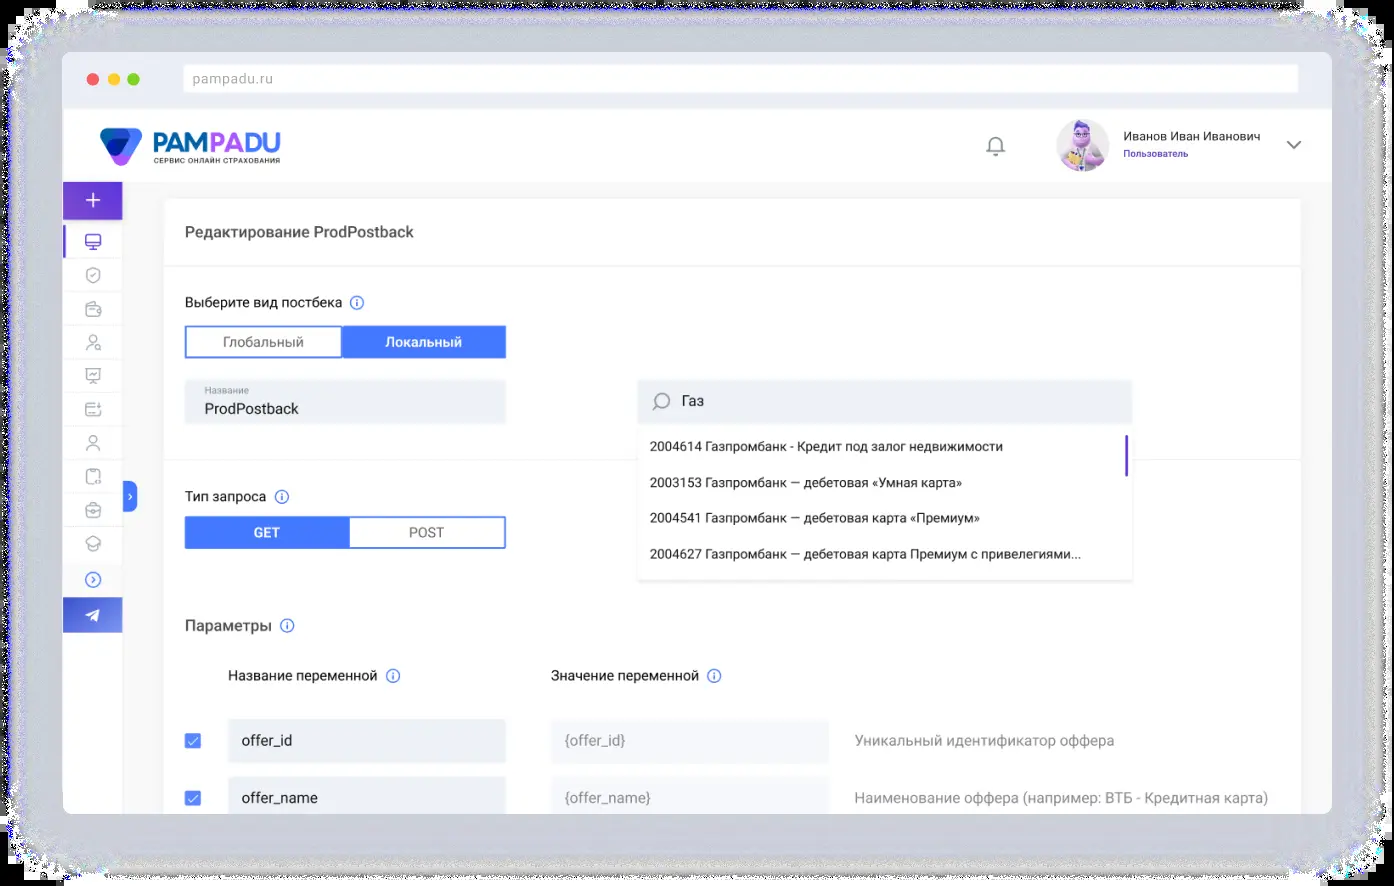 pampadu.ru
PAMPADU
СЕРВИС ОНЛАЙН СТРАХОВАНИЯ
Иванов Иван Иванович
Пользователь
Редактирование ProdPostback
Выберите вид постбека
Глобальный Локальный
Название
ProdPostback
Газ
2004614 Газпромбанк - Кредит под залог недвижимости
2003153 Газпромбанк — дебетовая «Умная карта»
2004541 Газпромбанк — дебетовая карта «Премиум»
2004627 Газпромбанк — дебетовая карта Премиум с привелегиями...
Тип запроса
GET POST
Параметры
Название переменной Значение переменной
offer_id {offer_id} Уникальный идентификатор оффера
offer_name {offer_name} Наименование оффера (например: ВТБ - Кредитная карта)